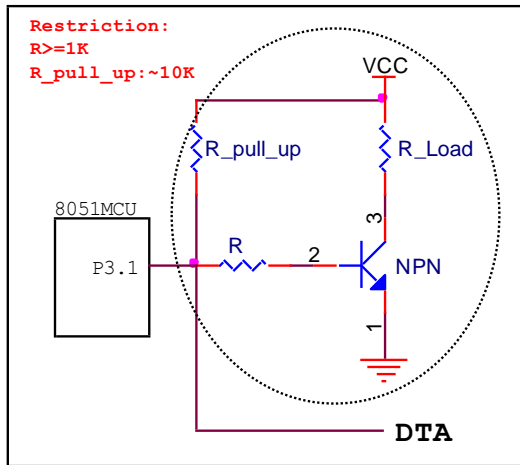 Restriction:
R>=1K
R_pull_up:~10K
VCC
R_pull_up
R_Load
8051MCU
P3.1
R
2
3
NPN
1
DTA